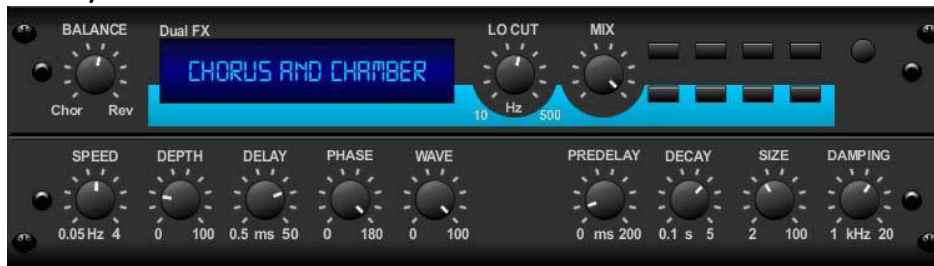 BALANCE Dual FX LO CUT MIX
CHORUS AND CHAMBER
Chor Rev 10 Hz 500
SPEED DEPTH DELAY PHASE WAVE PREDELAY DECAY SIZE DAMPING
0.05 Hz 4 0 100 0.5 ms 50 0 180 0 100 0 ms 200 0.1 s 5 2 100 1 kHz 20